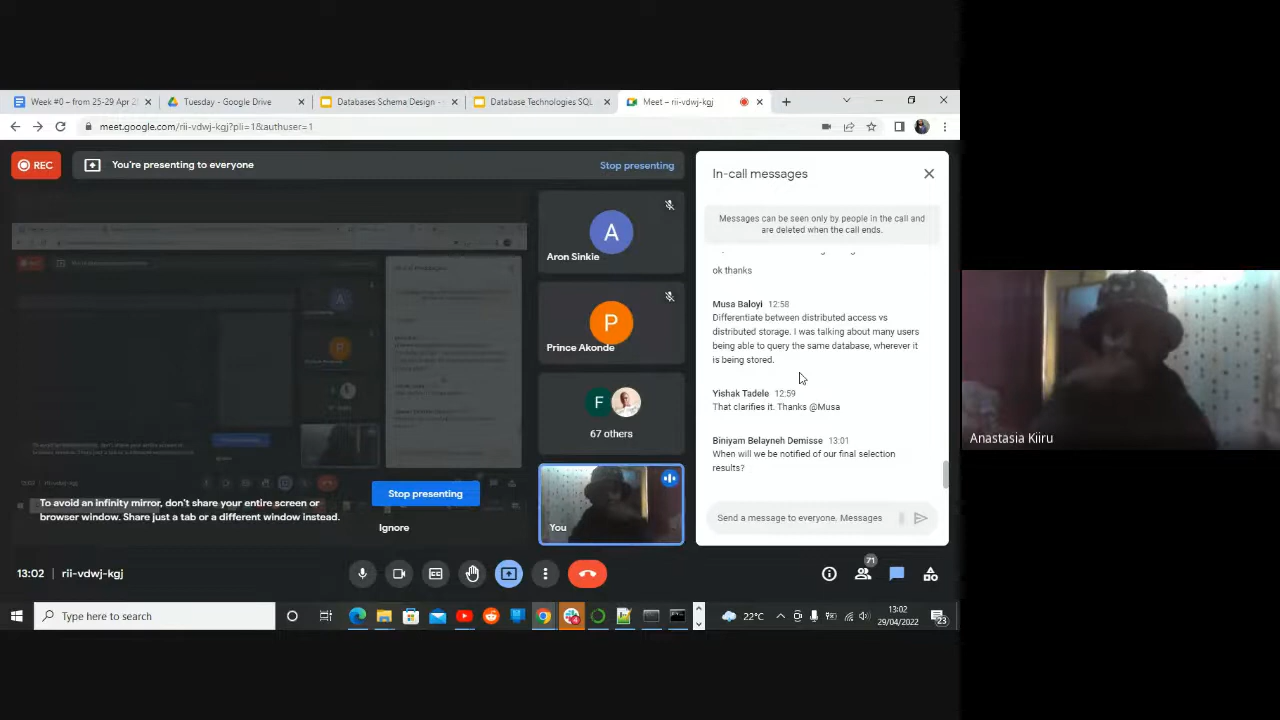 Week #0 – from 25-29 Apr 2
Tuesday - Google Drive
Databases Schema Design -
Database Technologies SQL
Meet – rii-vdwj-kgj
meet.google.com/rii-vdwj-kgj?pli=1&authuser=1
REC
You're presenting to everyone
Stop presenting
In-call messages
Messages can be seen only by people in the call and
are deleted when the call ends.
ok thanks
Musa Baloyi 12:58
Differentiate between distributed access vs
distributed storage. I was talking about many users
being able to query the same database, wherever it
is being stored.
Yishak Tadele 12:59
That clarifies it. Thanks @Musa
Biniyam Belayneh Demisse 13:01
When will we be notified of our final selection
results?
Send a message to everyone. Messages
A
Aron Sinkie
P
Prince Akonde
F
67 others
You
To avoid an infinity mirror, don't share your entire screen or
browser window. Share just a tab or a different window instead.
Stop presenting
Ignore
Anastasia Kiiru
13:02 | rii-vdwj-kgj
71
Type here to search
22°C
13:02
29/04/2022
23